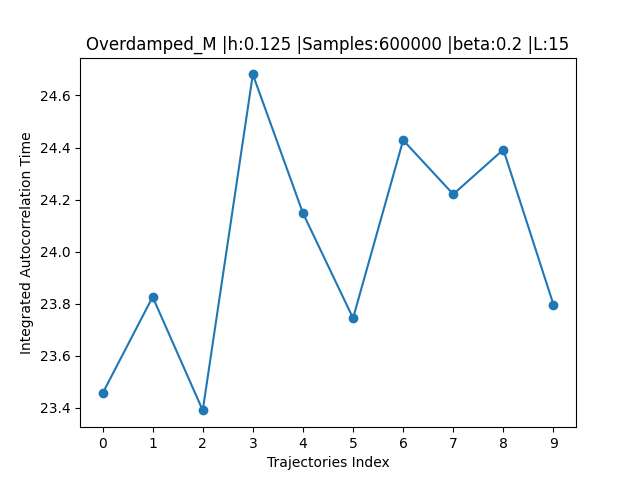 Overdamped_M |h:0.125 |Samples:600000 |beta:0.2 |L:15
24.6
24.4
24.2
24.0
23.8
23.6
23.4
Integrated Autocorrelation Time
0 1 2 3 4 5 6 7 8 9
Trajectories Index